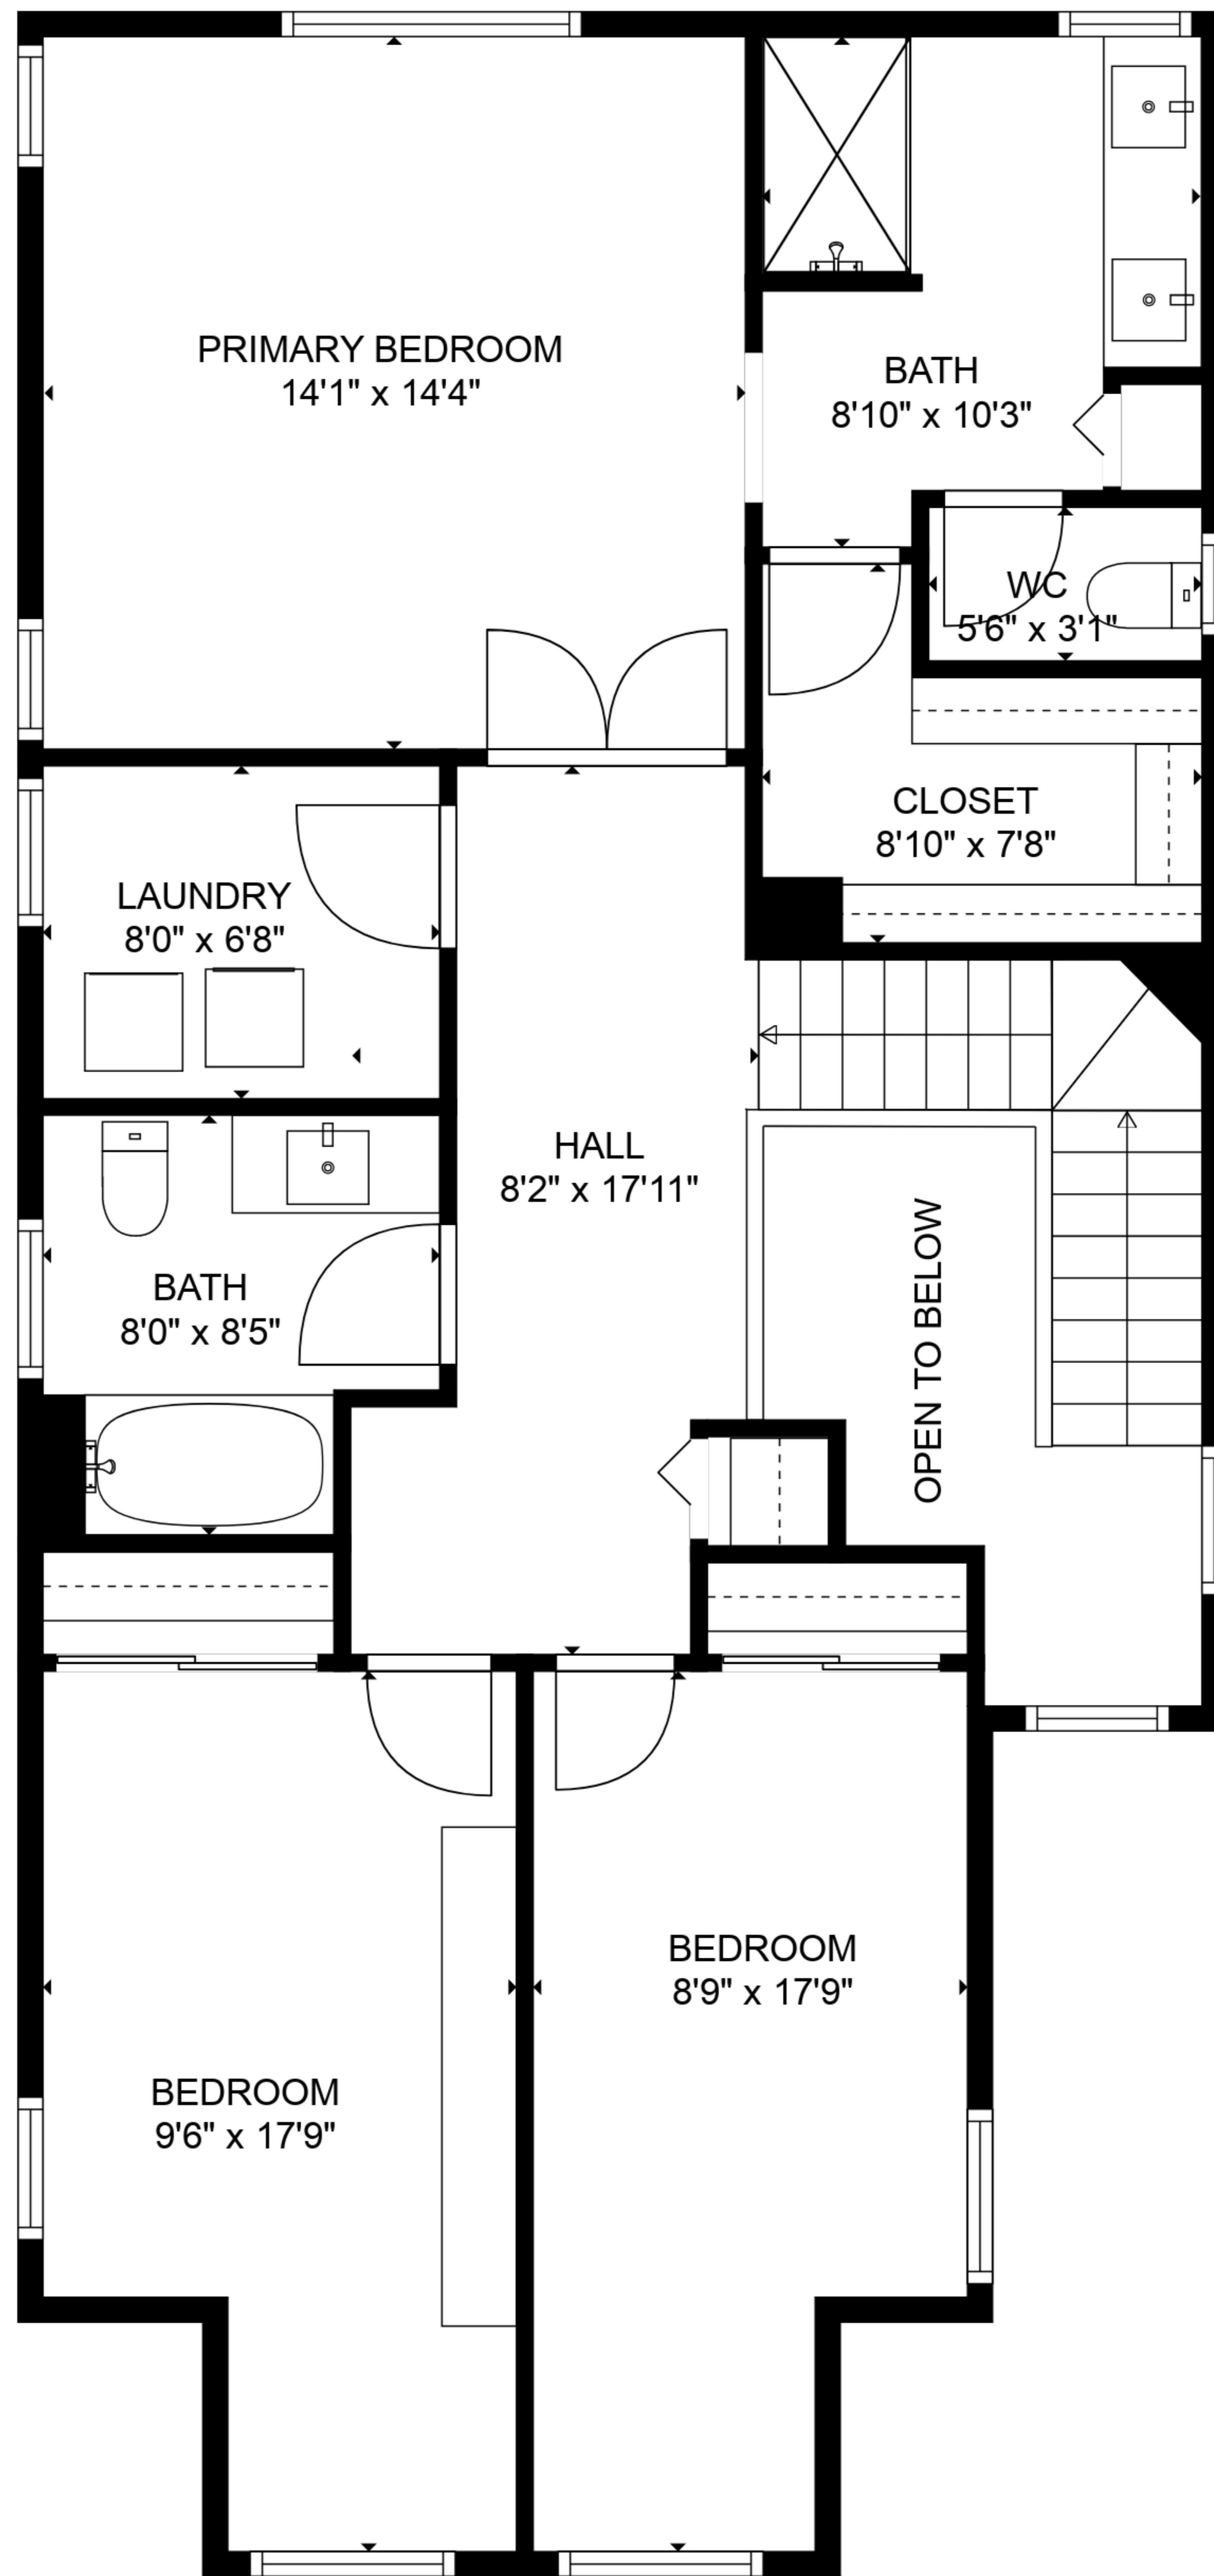 PRIMARY BEDROOM
14'1" x 14'4"
BATH
8'10" x 10'3"
WC
5'6" x 3'1"
CLOSET
8'10" x 7'8"
LAUNDRY
8'0" x 6'8"
HALL
8'2" x 17'11"
BATH
8'0" x 8'5"
OPEN TO BELOW
BEDROOM
8'9" x 17'9"
BEDROOM
9'6" x 17'9"